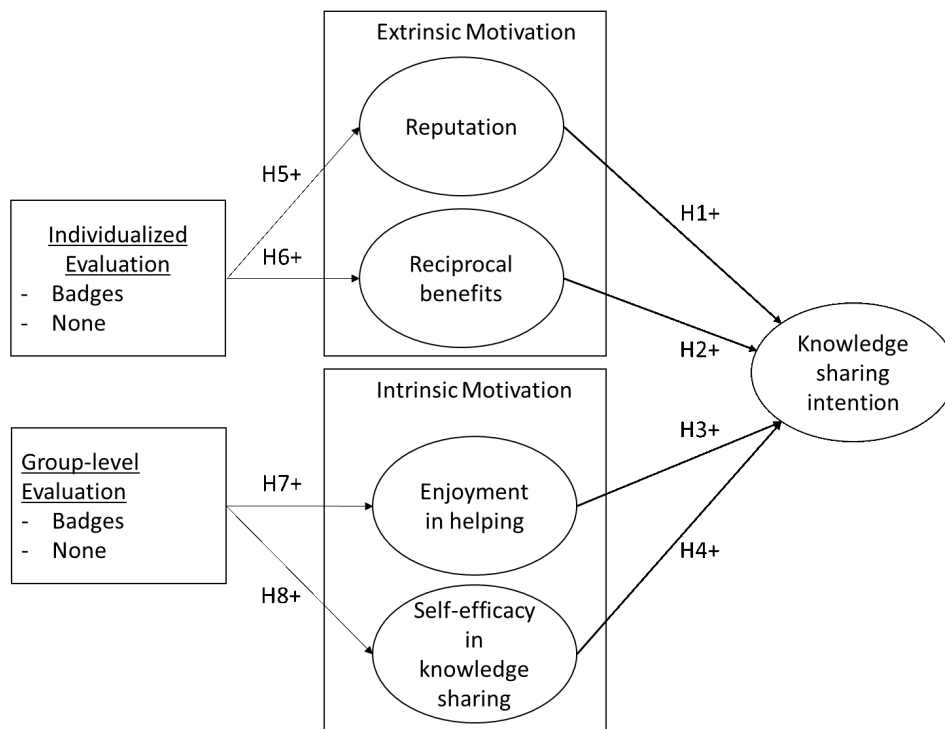 Extrinsic Motivation
Reputation
H5+
H1+
Individualized
Evaluation
- Badges
- None
H6+
Reciprocal
benefits
H2+
Knowledge
sharing
intention
Intrinsic Motivation
H3+
Group-level
Evaluation
- Badges
- None
H7+
Enjoyment
in helping
H4+
H8+
Self-efficacy
in
knowledge
sharing